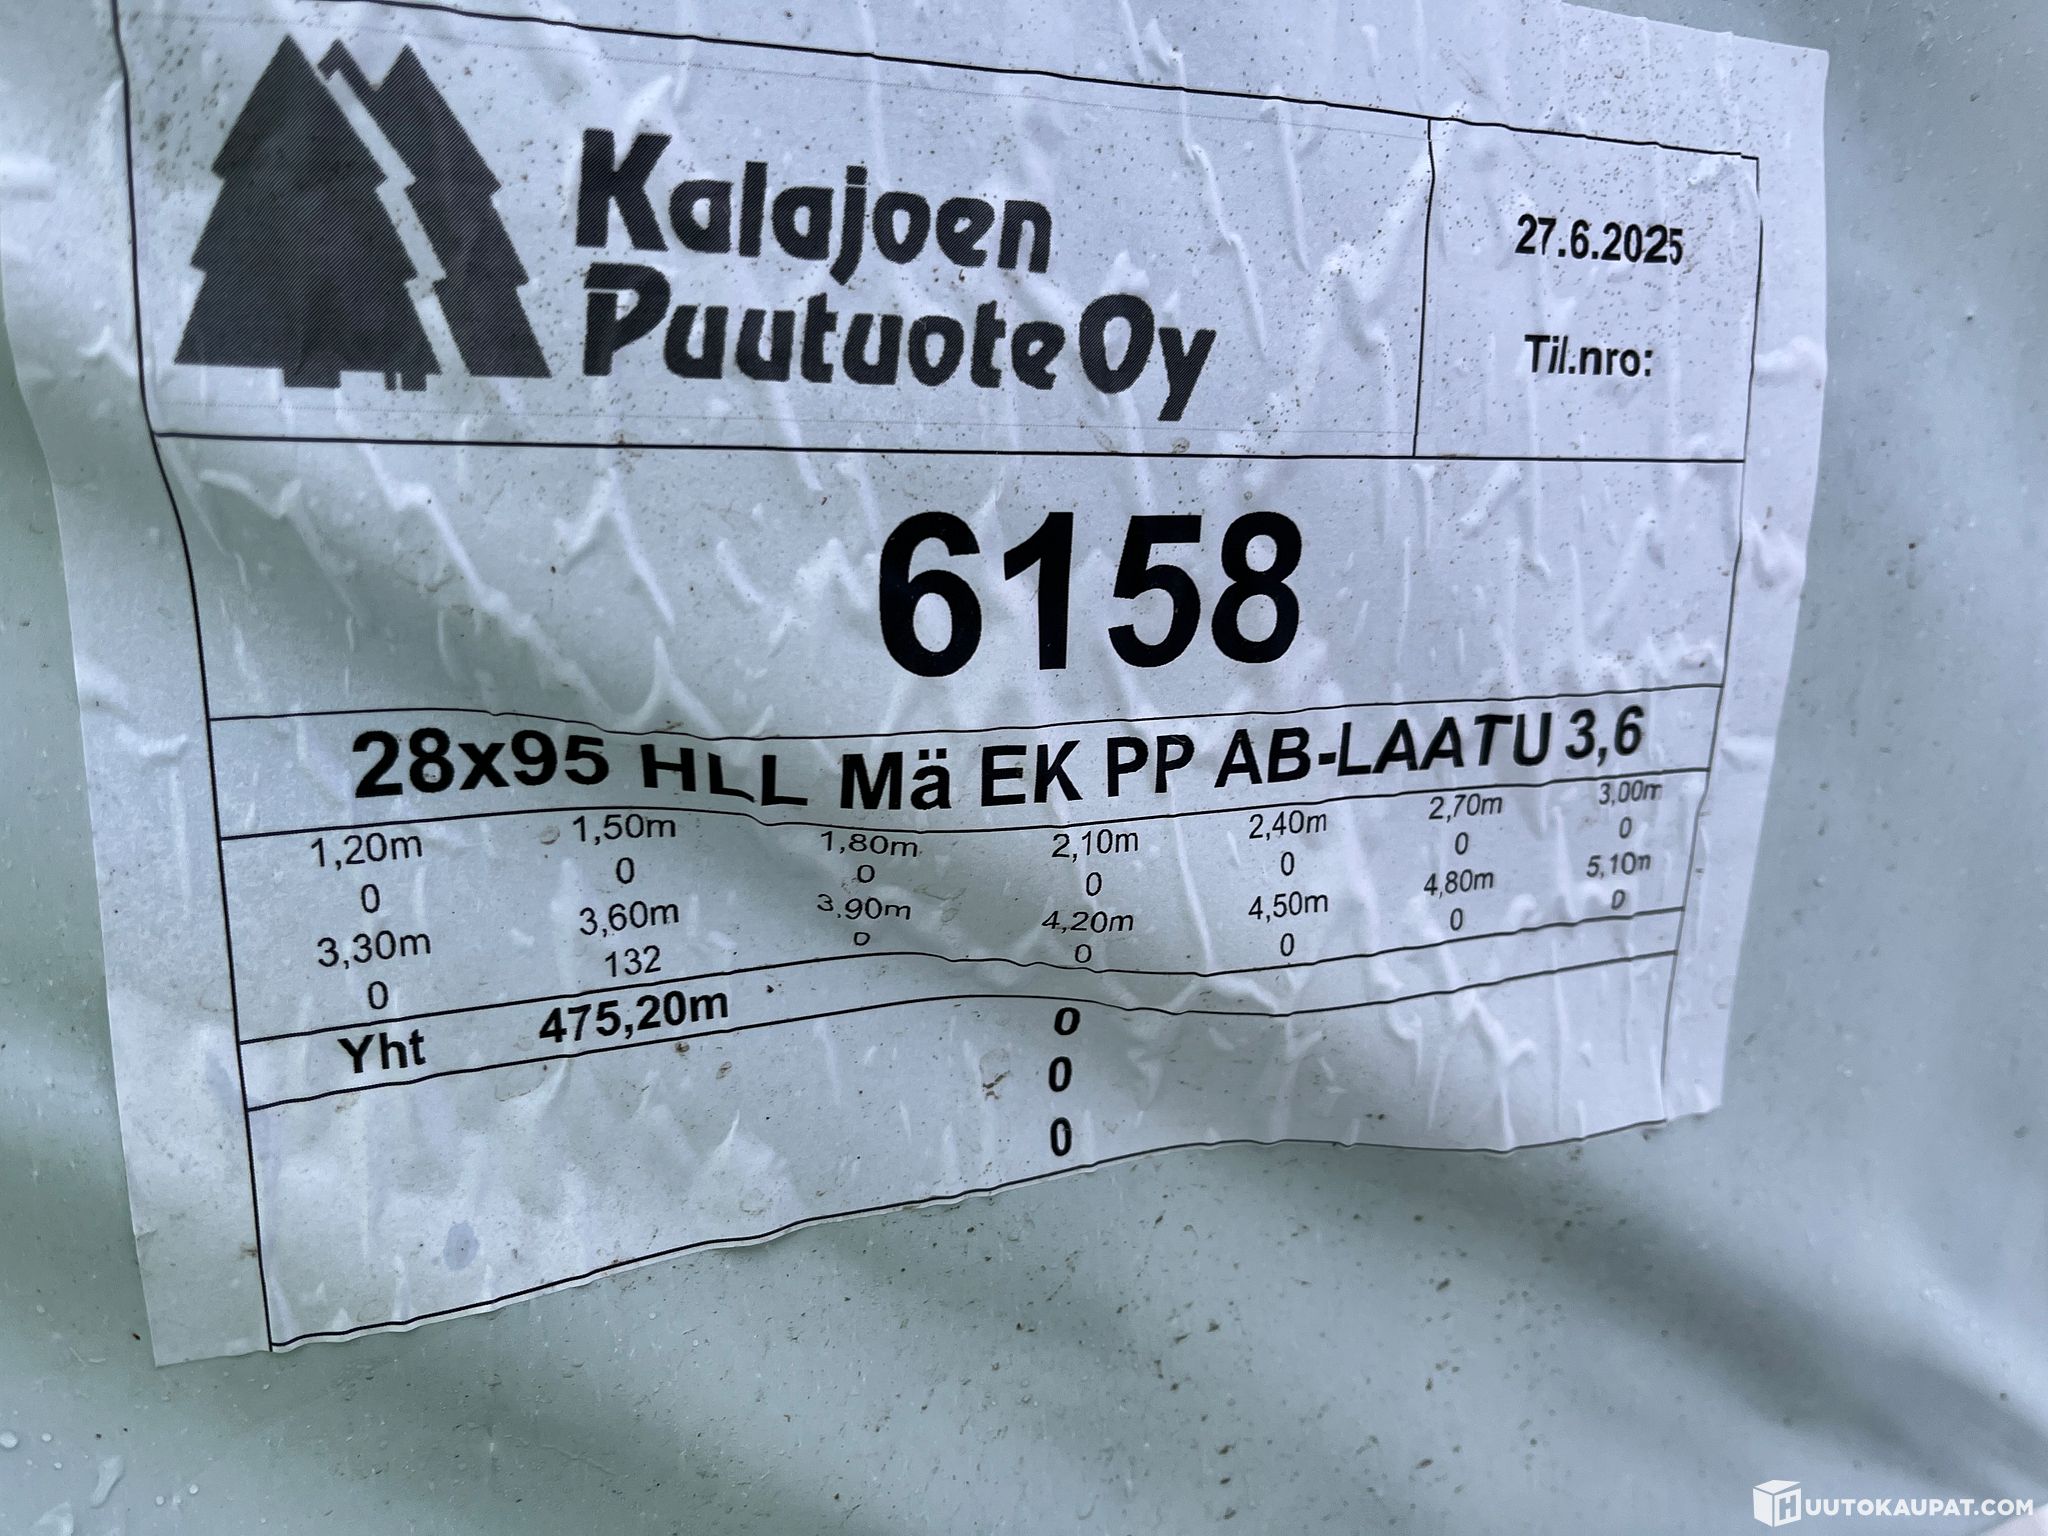 Kalajoen
Puutuote Oy
27.6.2025
Til.nro:
6158
28x95 HLL Mä EK PP AB-LAATU 3,6
1,20m 1,50m 1,80m 2,10m 2,40m 2,70m 3,00m
0 0 0 0 0 0 0
3,30m 3,60m 3,90m 4,20m 4,50m 4,80m 5,10m
0 132 0 0 0 0 0
Yht 475,20m 0
0
0
HUUTOKAUPAT.COM